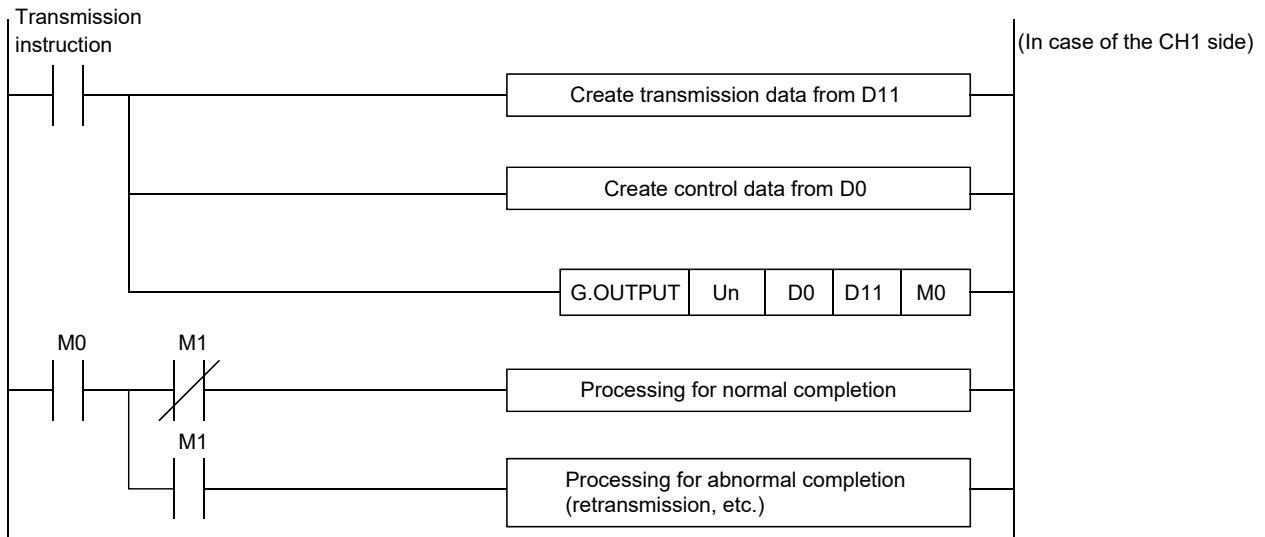 Transmission
instruction
(In case of the CH1 side)
Create transmission data from D11
Create control data from D0
G.OUTPUT Un D0 D11 M0
M0 M1
Processing for normal completion
M1
Processing for abnormal completion
(retransmission, etc.)